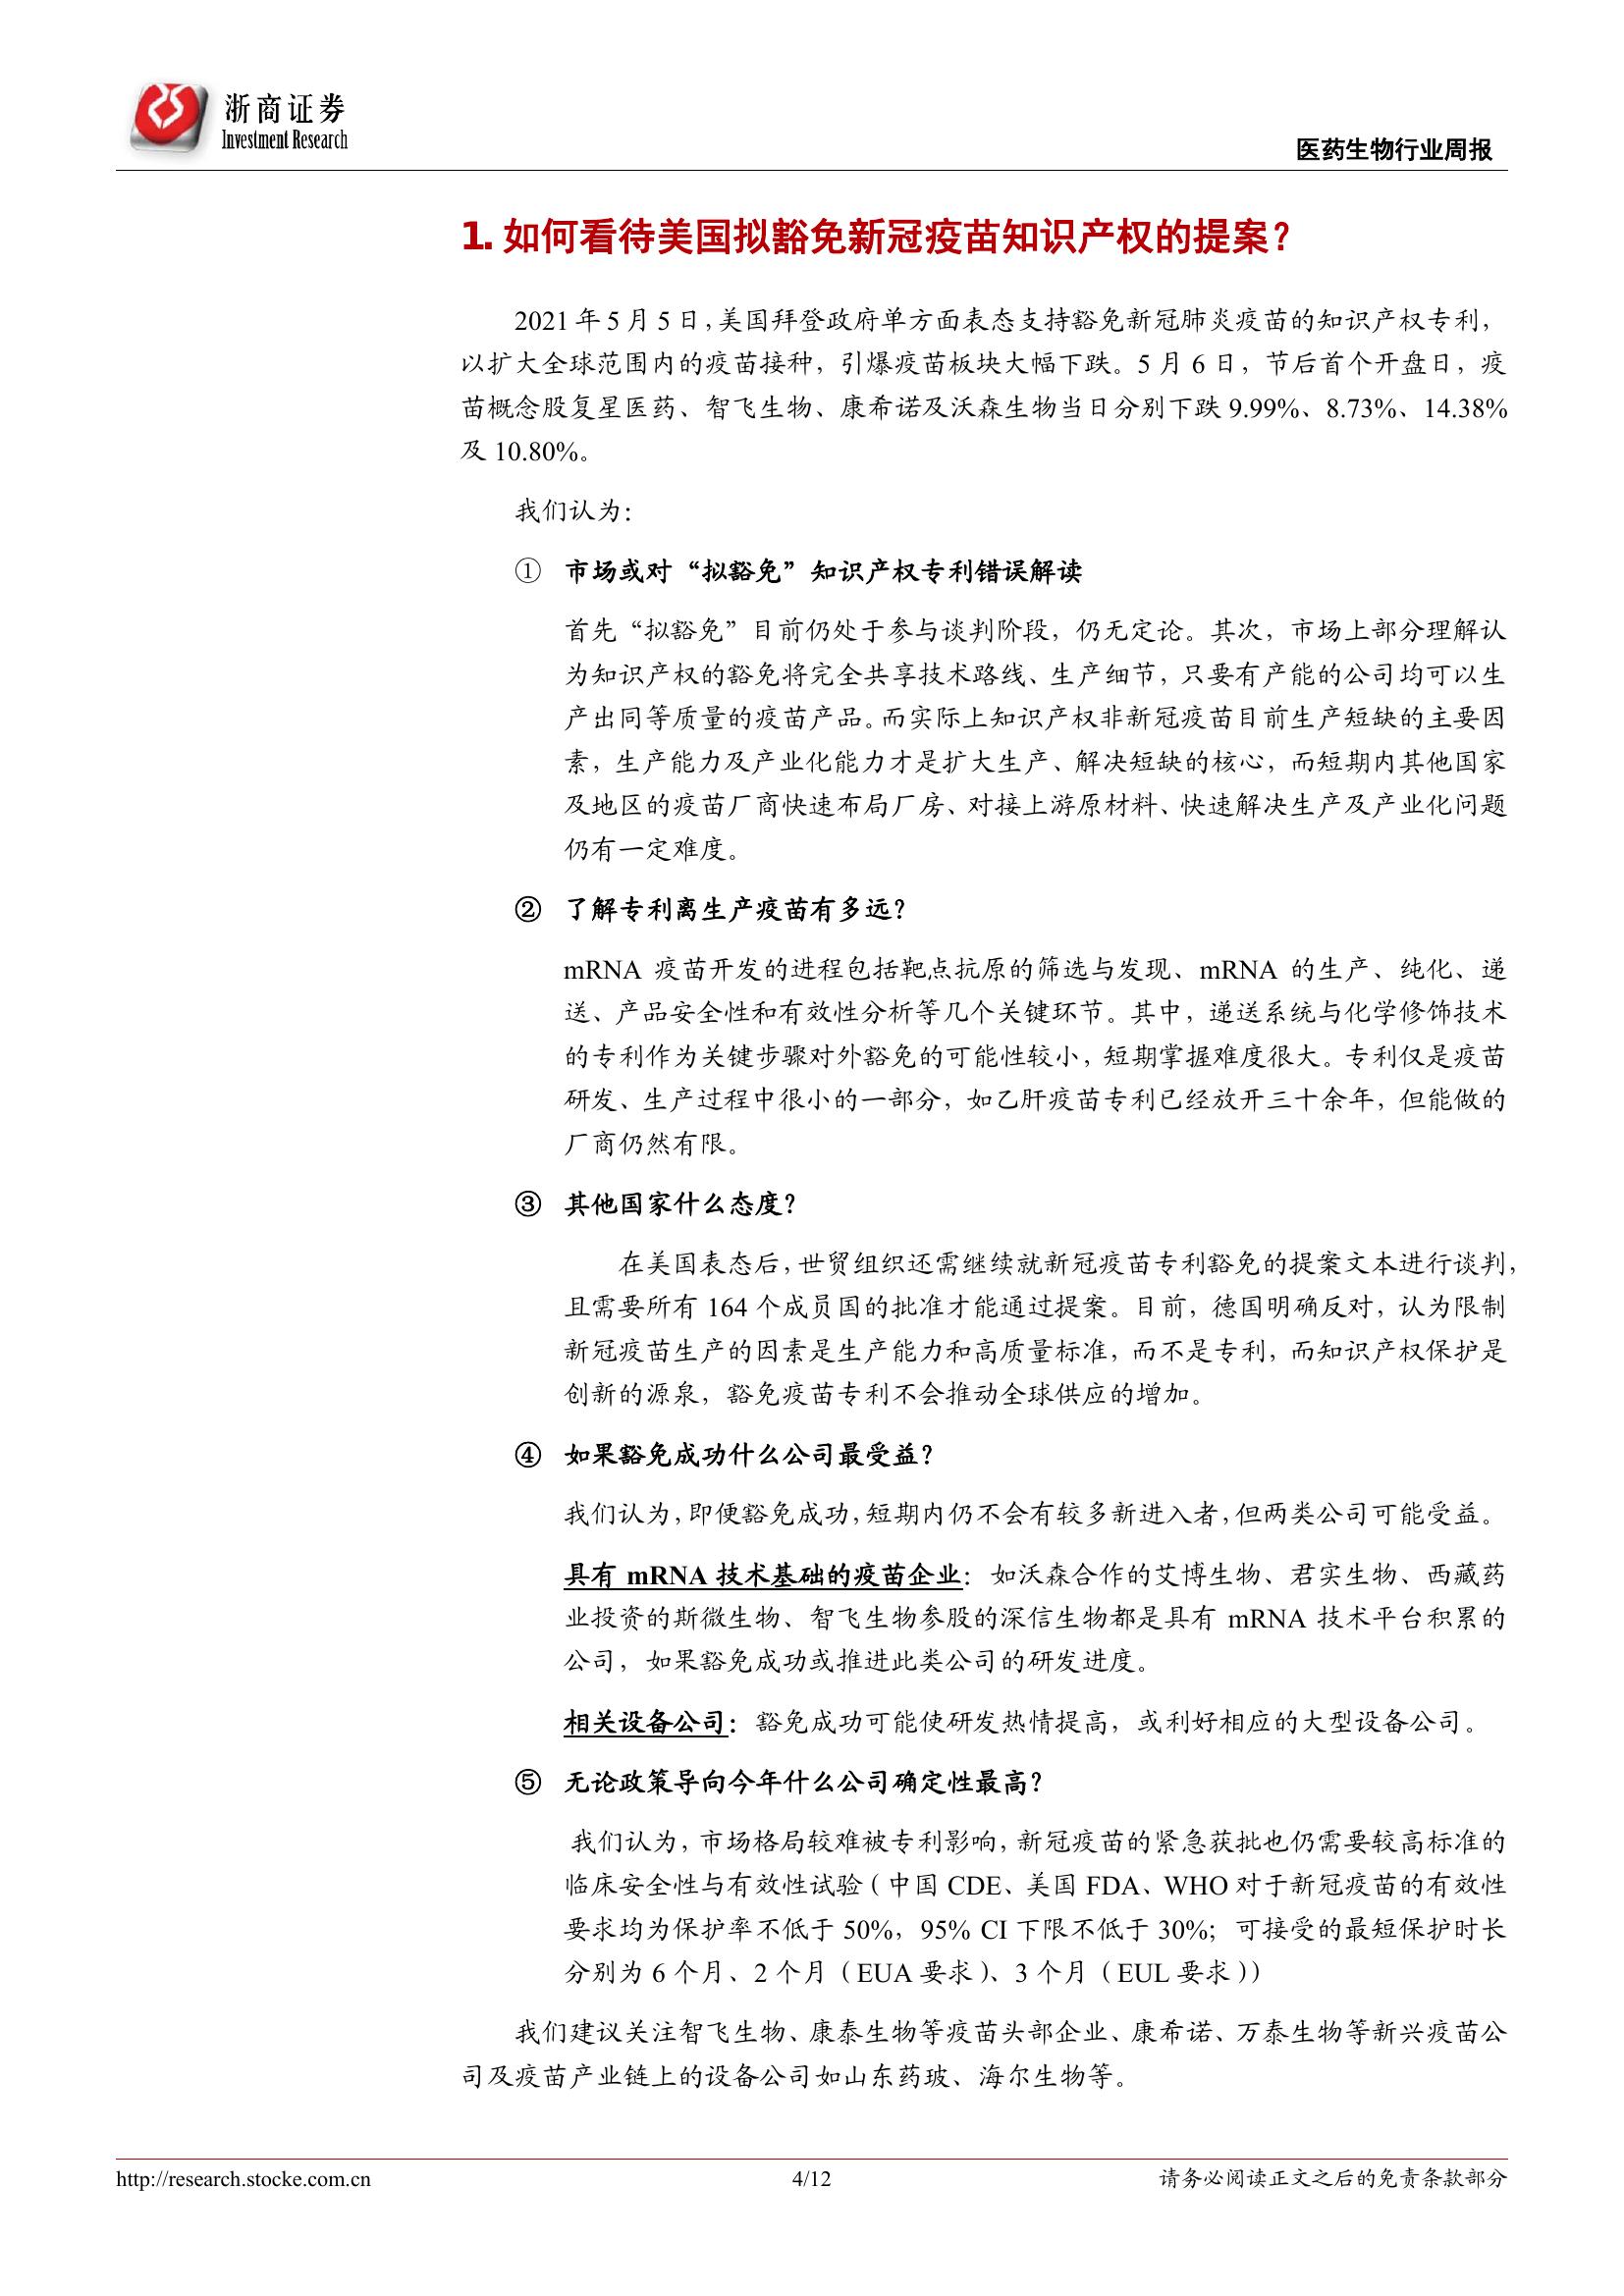 浙商证券
Investment Research
医药生物行业周报
1. 如何看待美国拟豁免新冠疫苗知识产权的提案？
2021 年 5 月 5 日，美国拜登政府单方面表态支持豁免新冠肺炎疫苗的知识产权专利，
以扩大全球范围内的疫苗接种，引爆疫苗板块大幅下跌。5 月 6 日，节后首个开盘日，疫
苗概念股复星医药、智飞生物、康希诺及沃森生物当日分别下跌 9.99%、8.73%、14.38%
及 10.80%。
我们认为：
① 市场或对“拟豁免”知识产权专利错误解读
首先“拟豁免”目前仍处于参与谈判阶段，仍无定论。其次，市场上部分理解认
为知识产权的豁免将完全共享技术路线、生产细节，只要有产能的公司均可以生
产出同等质量的疫苗产品。而实际上知识产权非新冠疫苗目前生产短缺的主要因
素，生产能力及产业化能力才是扩大生产、解决短缺的核心，而短期内其他国家
及地区的疫苗厂商快速布局厂房、对接上游原材料、快速解决生产及产业化问题
仍有一定难度。
② 了解专利离生产疫苗有多远？
mRNA 疫苗开发的进程包括靶点抗原的筛选与发现、mRNA 的生产、纯化、递
送、产品安全性和有效性分析等几个关键环节。其中，递送系统与化学修饰技术
的专利作为关键步骤对外豁免的可能性较小，短期掌握难度很大。专利仅是疫苗
研发、生产过程中很小的一部分，如乙肝疫苗专利已经放开三十余年，但能做的
厂商仍然有限。
③ 其他国家什么态度？
在美国表态后，世贸组织还需继续就新冠疫苗专利豁免的提案文本进行谈判，
且需要所有 164 个成员国的批准才能通过提案。目前，德国明确反对，认为限制
新冠疫苗生产的因素是生产能力和高质量标准，而不是专利，而知识产权保护是
创新的源泉，豁免疫苗专利不会推动全球供应的增加。
④ 如果豁免成功什么公司最受益？
我们认为，即便豁免成功，短期内仍不会有较多新进入者，但两类公司可能受益。
具有 mRNA 技术基础的疫苗企业：如沃森合作的艾博生物、君实生物、西藏药
业投资的斯微生物、智飞生物参股的深信生物都是具有 mRNA 技术平台积累的
公司，如果豁免成功或推进此类公司的研发进度。
相关设备公司：豁免成功可能使研发热情提高，或利好相应的大型设备公司。
⑤ 无论政策导向今年什么公司确定性最高？
我们认为，市场格局较难被专利影响，新冠疫苗的紧急获批也仍需要较高标准的
临床安全性与有效性试验（中国 CDE、美国 FDA、WHO 对于新冠疫苗的有效性
要求均为保护率不低于 50%，95% CI 下限不低于 30%；可接受的最短保护时长
分别为 6 个月、2 个月（EUA 要求）、3 个月（EUL 要求））
我们建议关注智飞生物、康泰生物等疫苗头部企业、康希诺、万泰生物等新兴疫苗公
司及疫苗产业链上的设备公司如山东药玻、海尔生物等。
http://research.stocke.com.cn
4/12
请务必阅读正文之后的免责条款部分